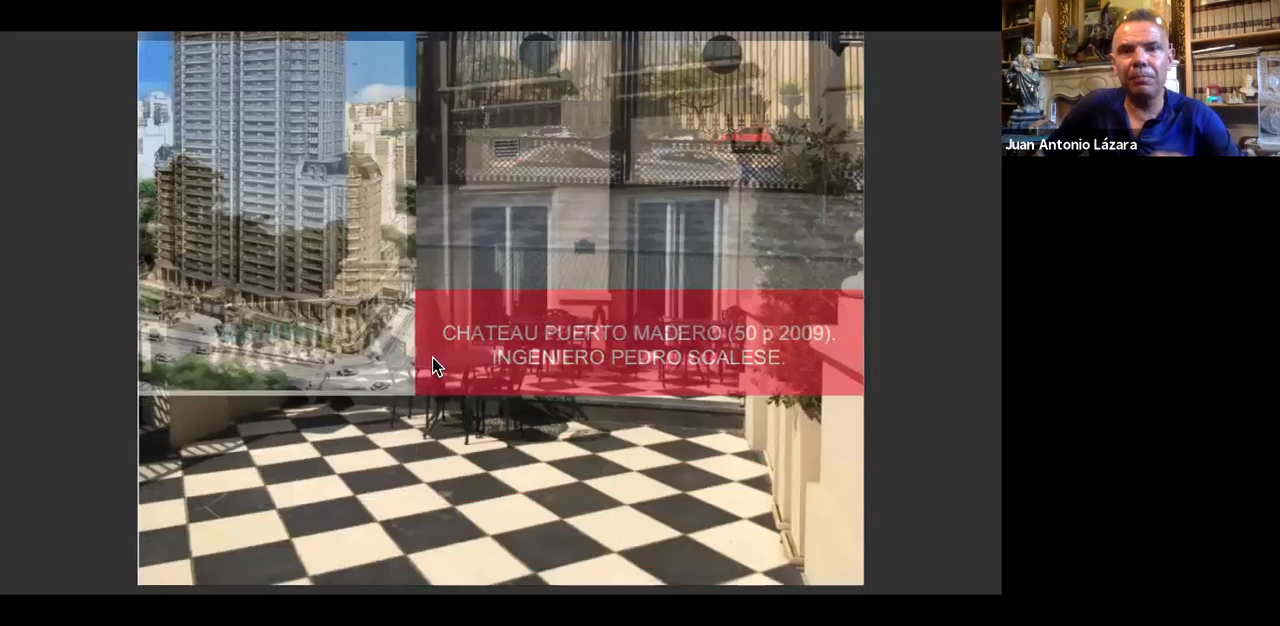 CHATEAU PUERTO MADERO (50 p 2009).
INGENIERO PEDRO SCALESE.
Juan Antonio Lázara